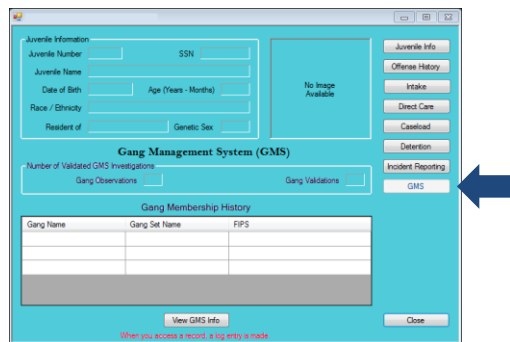 Juvenile Information
Juvenile Number
SSN
Juvenile Name
Date of Birth
Age (Years - Months)
Race / Ethnicity
Resident of
Genetic Sex
No Image
Available
Juvenile Info
Offense History
Intake
Direct Care
Caseload
Detention
Incident Reporting
GMS
Gang Management System (GMS)
Number of Validated GMS Investigations
Gang Observations
Gang Validations
Gang Membership History
Gang Name
Gang Set Name
FIPS
View GMS Info
Close
When you access a record, a log entry is made